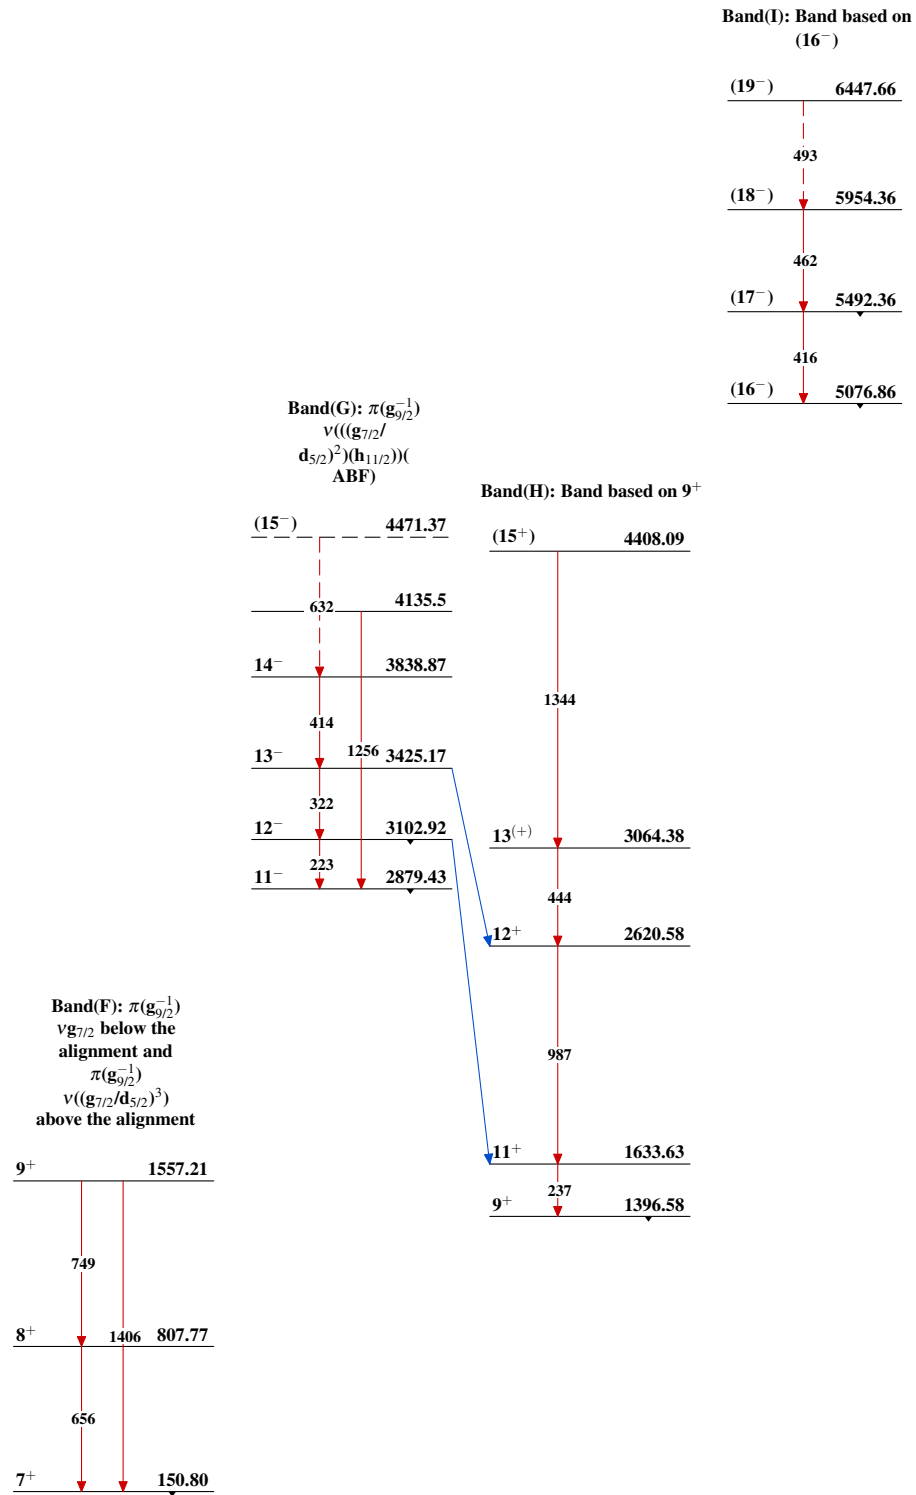 Band(I): Band based on
(16⁻)
(19⁻) 6447.66
493
(18⁻) 5954.36
462
(17⁻) 5492.36
416
(16⁻) 5076.86
Band(G): π(g₉/₂⁻¹)
ν(((g₇/₂/
d₅/₂)²)(h₁₁/₂))(
ABF)
(15⁻) 4471.37
632
4135.5
14⁻ 3838.87
414
1256
13⁻ 3425.17
322
12⁻ 3102.92
223
11⁻ 2879.43
Band(H): Band based on 9⁺
(15⁺) 4408.09
1344
13⁽⁺⁾ 3064.38
444
12⁺ 2620.58
987
11⁺ 1633.63
237
9⁺ 1396.58
Band(F): π(g₉/₂⁻¹)
νg₇/₂ below the
alignment and
π(g₉/₂⁻¹)
ν((g₇/₂/d₅/₂)³)
above the alignment
9⁺ 1557.21
749
1406
8⁺ 807.77
656
7⁺ 150.80